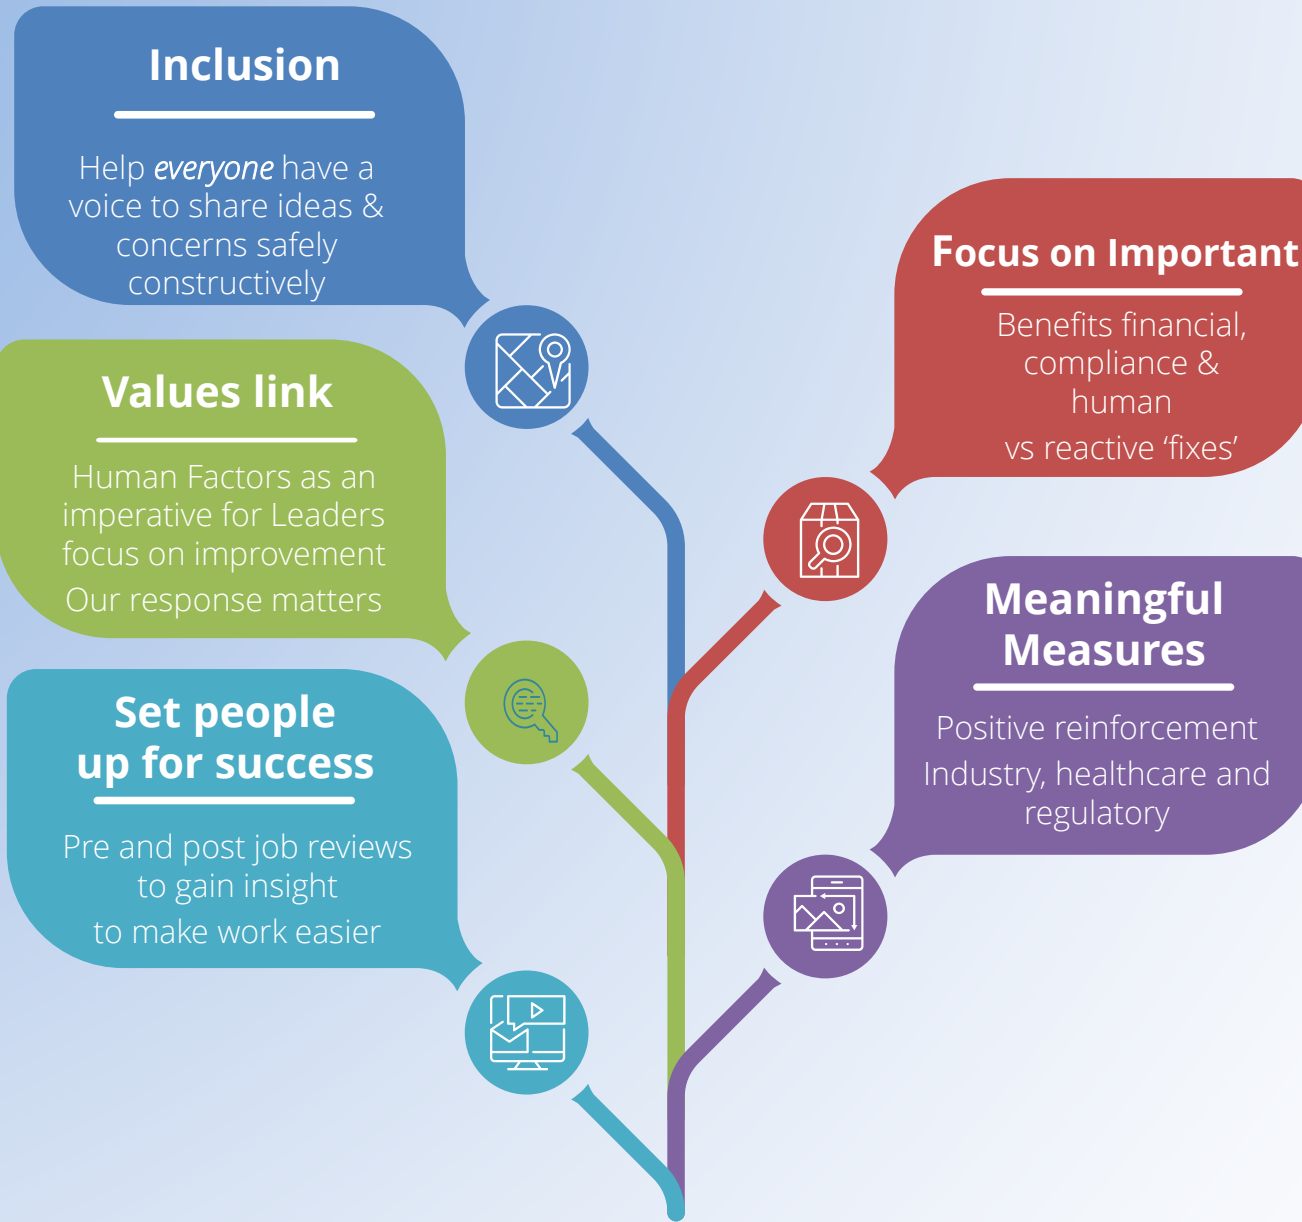 Inclusion
Help everyone have a
voice to share ideas &
concerns safely
constructively
Values link
Human Factors as an
imperative for Leaders
focus on improvement
Our response matters
Set people
up for success
Pre and post job reviews
to gain insight
to make work easier
Focus on Important
Benefits financial,
compliance &
human
vs reactive ‘fixes’
Meaningful
Measures
Positive reinforcement
Industry, healthcare and
regulatory